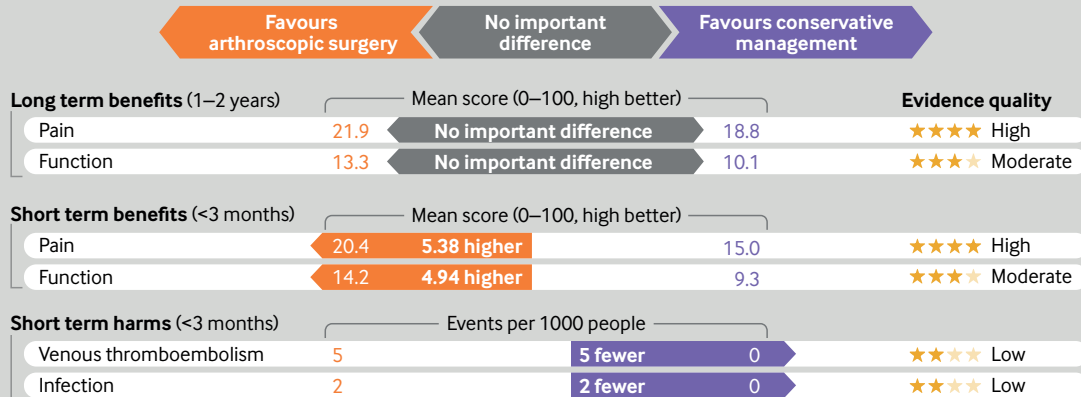 Favours
arthroscopic surgery
No important
difference
Favours conservative
management
Long term benefits (1–2 years) Mean score (0–100, high better) Evidence quality
Pain 21.9 No important difference 18.8 ★★★★ High
Function 13.3 No important difference 10.1 ★★★★ Moderate
Short term benefits (<3 months) Mean score (0–100, high better)
Pain 20.4 5.38 higher 15.0 ★★★★ High
Function 14.2 4.94 higher 9.3 ★★★★ Moderate
Short term harms (<3 months) Events per 1000 people
Venous thromboembolism 5 5 fewer 0 ★★★★ Low
Infection 2 2 fewer 0 ★★★★ Low